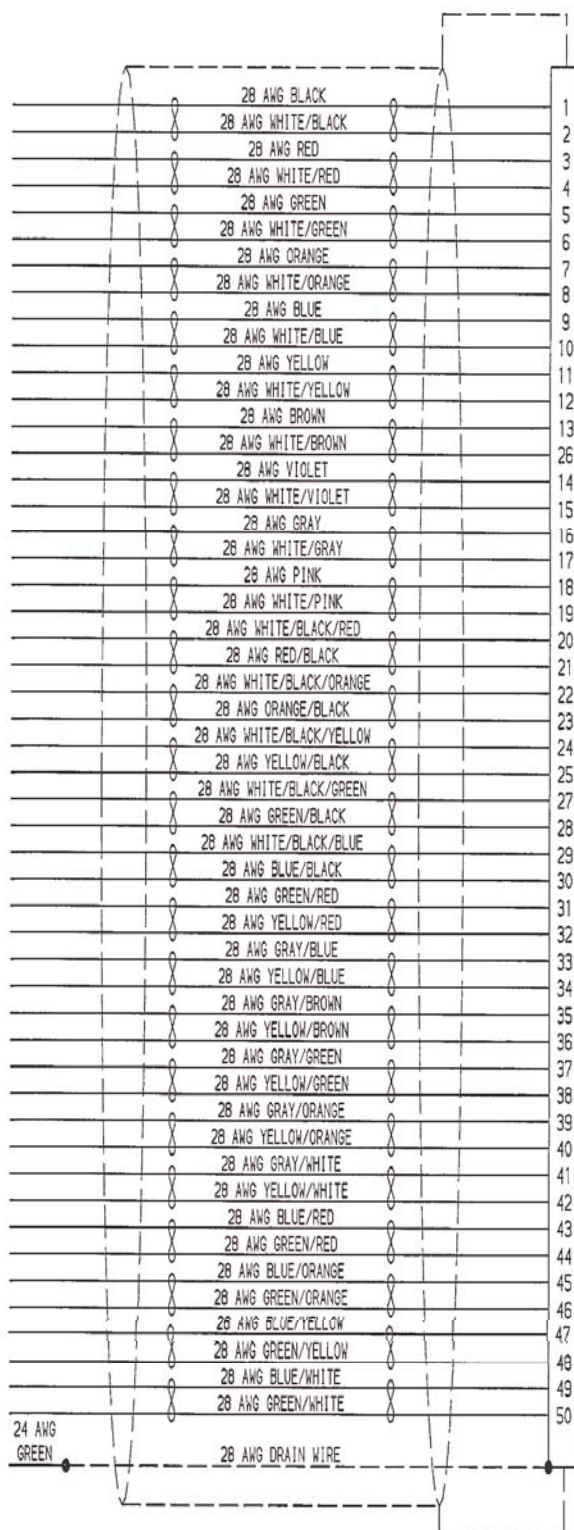 28 AWG BLACK 1
28 AWG WHITE/BLACK 2
28 AWG RED 3
28 AWG WHITE/RED 4
28 AWG GREEN 5
28 AWG WHITE/GREEN 6
28 AWG ORANGE 7
28 AWG WHITE/ORANGE 8
28 AWG BLUE 9
28 AWG WHITE/BLUE 10
28 AWG YELLOW 11
28 AWG WHITE/YELLOW 12
28 AWG BROWN 13
28 AWG WHITE/BROWN 26
28 AWG VIOLET 14
28 AWG WHITE/VIOLET 15
28 AWG GRAY 16
28 AWG WHITE/GRAY 17
28 AWG PINK 18
28 AWG WHITE/PINK 19
28 AWG WHITE/BLACK/RED 20
28 AWG RED/BLACK 21
28 AWG WHITE/BLACK/ORANGE 22
28 AWG ORANGE/BLACK 23
28 AWG WHITE/BLACK/YELLOW 24
28 AWG YELLOW/BLACK 25
28 AWG WHITE/BLACK/GREEN 27
28 AWG GREEN/BLACK 28
28 AWG WHITE/BLACK/BLUE 29
28 AWG BLUE/BLACK 30
28 AWG GREEN/RED 31
28 AWG YELLOW/RED 32
28 AWG GRAY/BLUE 33
28 AWG YELLOW/BLUE 34
28 AWG GRAY/BROWN 35
28 AWG YELLOW/BROWN 36
28 AWG GRAY/GREEN 37
28 AWG YELLOW/GREEN 38
28 AWG GRAY/ORANGE 39
28 AWG YELLOW/ORANGE 40
28 AWG GRAY/WHITE 41
28 AWG YELLOW/WHITE 42
28 AWG BLUE/RED 43
28 AWG GREEN/RED 44
28 AWG BLUE/ORANGE 45
28 AWG GREEN/ORANGE 46
28 AWG BLUE/YELLOW 47
28 AWG GREEN/YELLOW 48
28 AWG BLUE/WHITE 49
28 AWG GREEN/WHITE 50
24 AWG
GREEN
28 AWG DRAIN WIRE